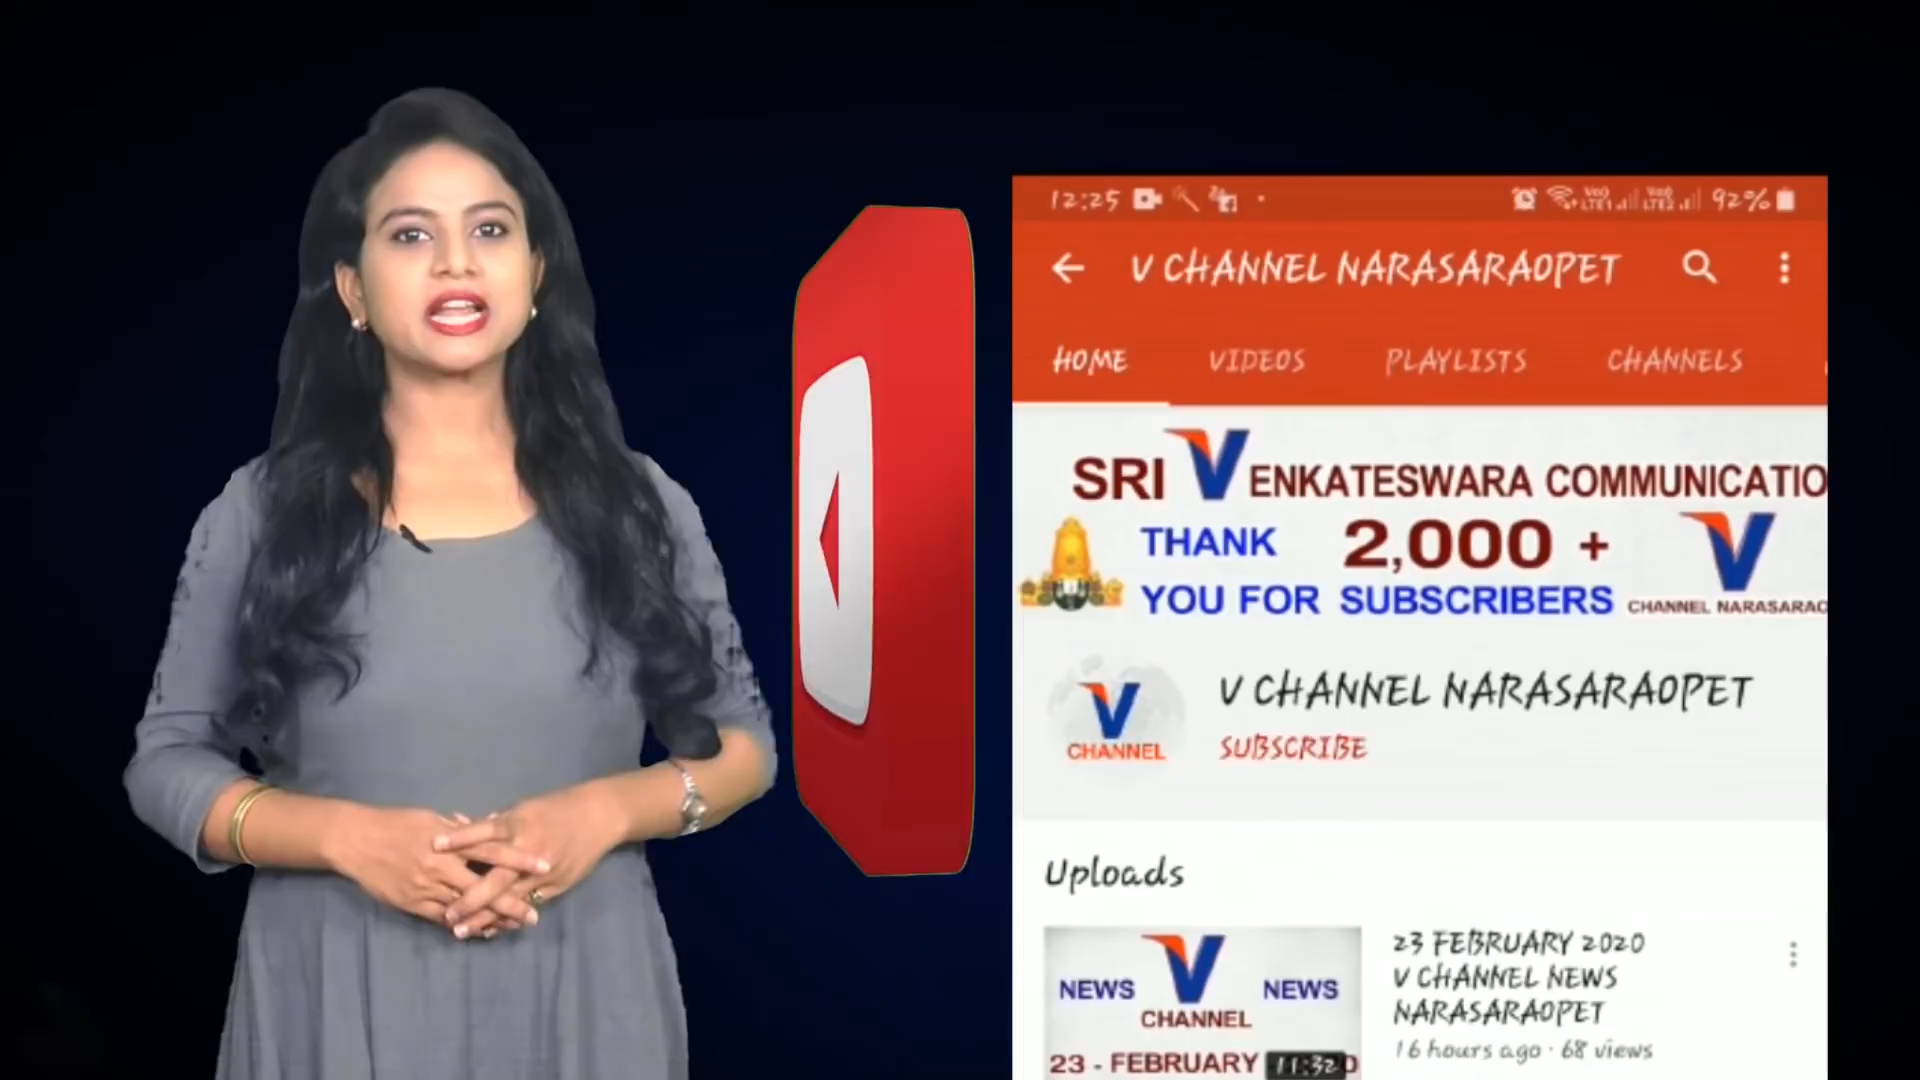 12:25 92%
V CHANNEL NARASARAOPET
HOME VIDEOS PLAYLISTS CHANNELS
SRI VENKATESWARA COMMUNICATIO
THANK 2,000 +
YOU FOR SUBSCRIBERS
V
CHANNEL NARASARAO
V CHANNEL NARASARAOPET
SUBSCRIBE
V
CHANNEL
Uploads
NEWS V NEWS
CHANNEL
23 - FEBRUARY
11:32
23 FEBRUARY 2020
V CHANNEL NEWS
NARASARAOPET
16 hours ago · 68 views